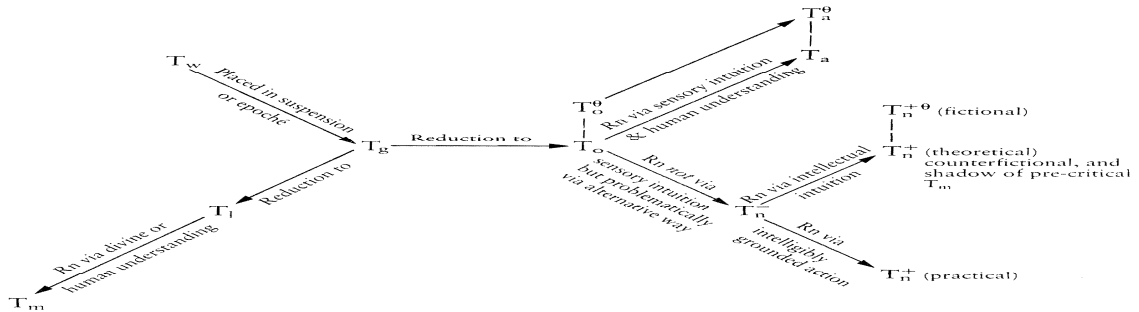 T_a^θ
T_w
T_a
Placed in suspension
or epoché
Rn via sensory intuition
& human understanding
T_o^θ
T_n^+θ (fictional)
T_g
Reduction to
T_o
T_n^+ (theoretical)
counterfictional, and
shadow of pre-critical
T_m
Reduction to
Rn not via
sensory intuition
but problematically
via alternative way
Rn via intellectual
intuition
T_l
T_n^-
Rn via divine or
human understanding
Rn via
intelligibly
grounded action
T_n^+ (practical)
T_m